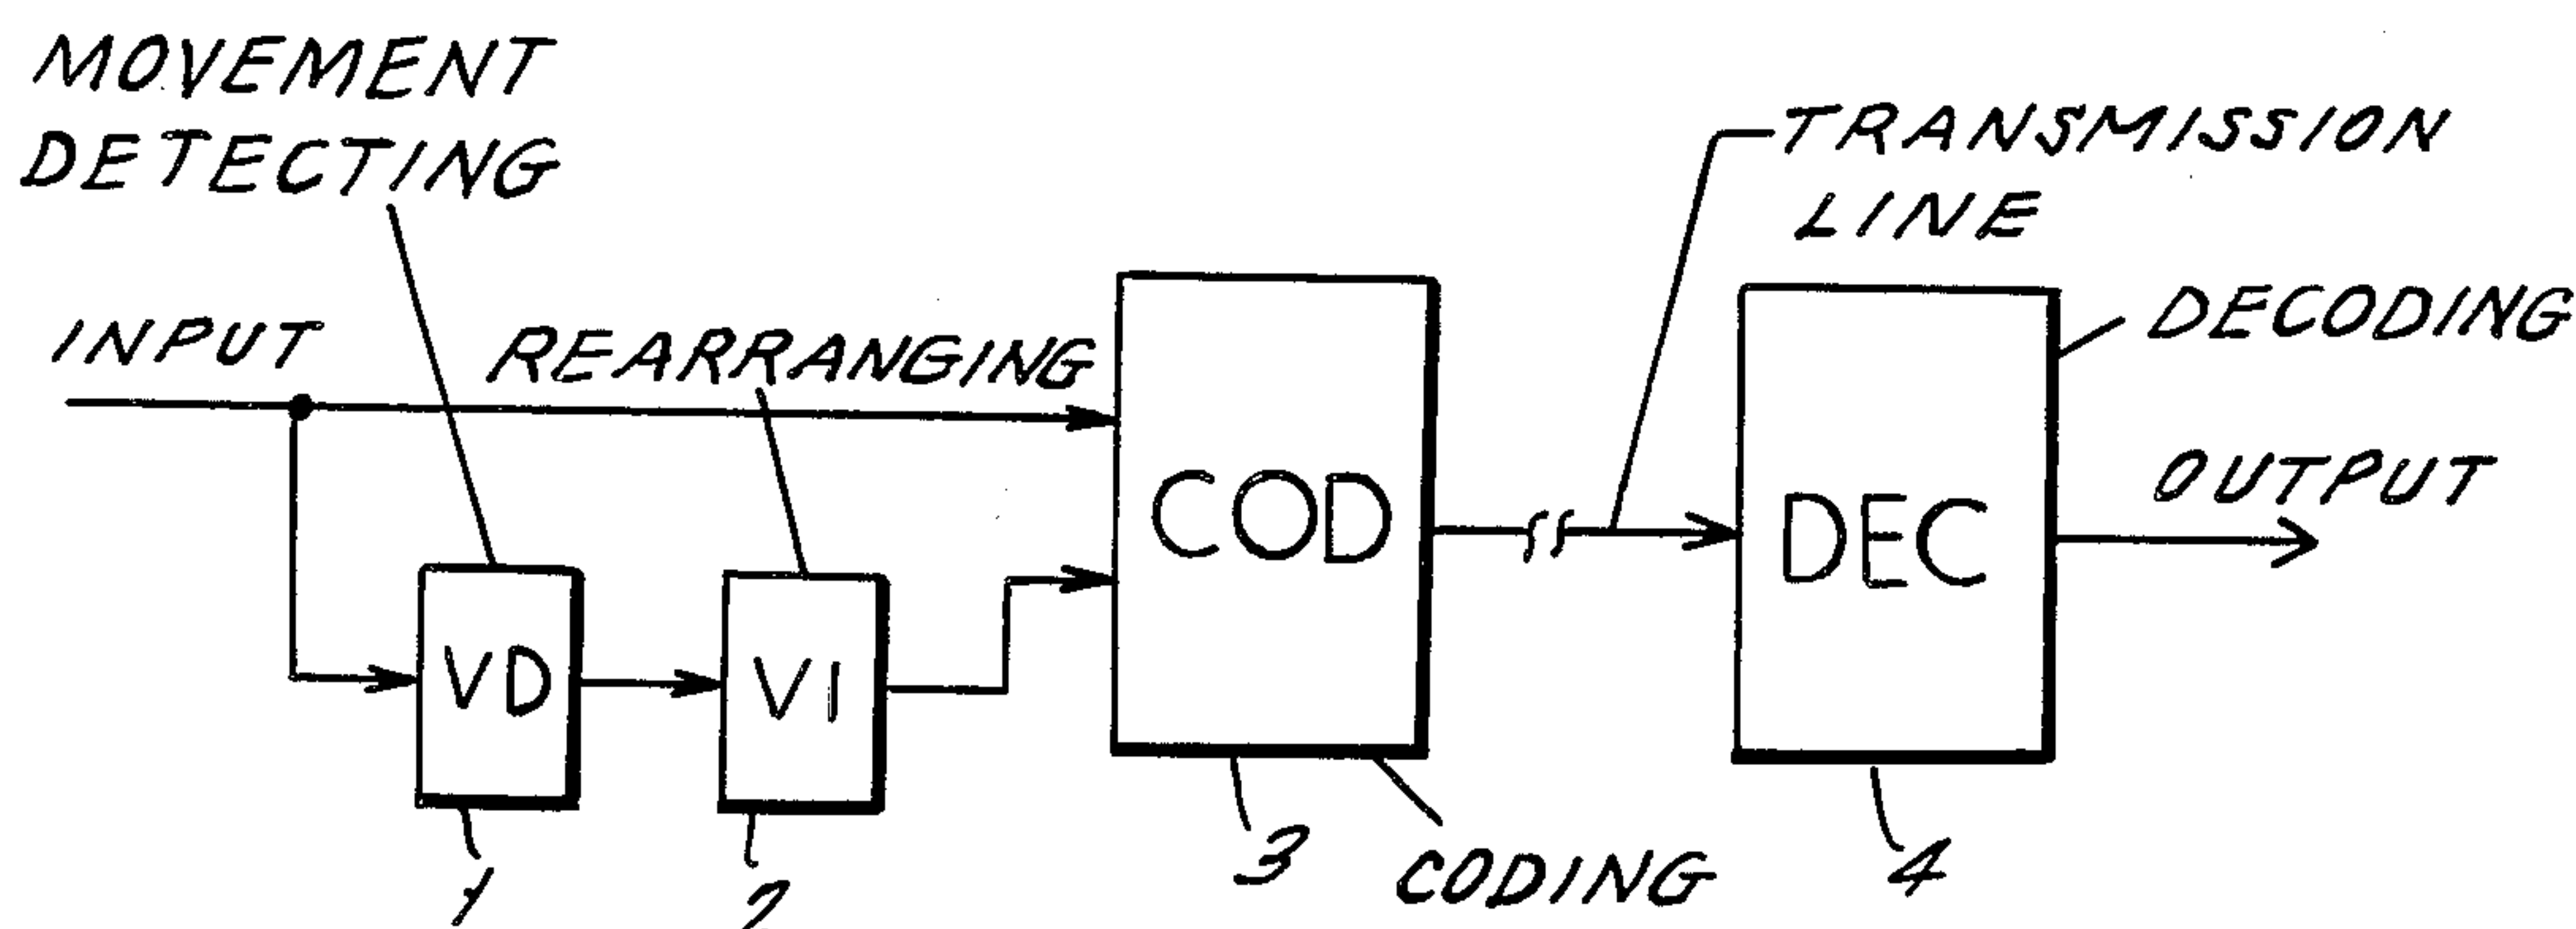 MOVEMENT
DETECTING
TRANSMISSION
LINE
INPUT
REARRANGING
DECODING
COD
DEC
OUTPUT
VD
VI
1
2
3
CODING
4